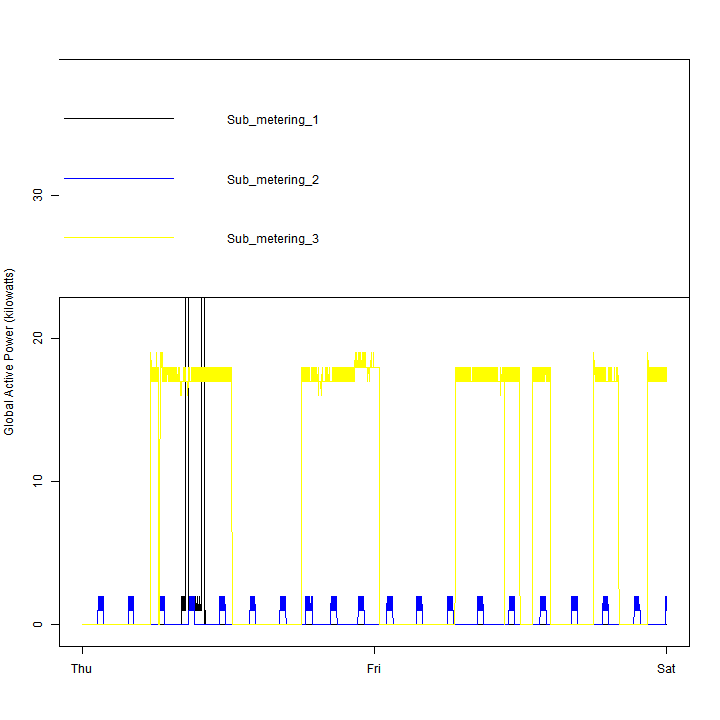 Sub_metering_1
Sub_metering_2
Sub_metering_3
Global Active Power (kilowatts)
30
20
10
0
Thu Fri Sat